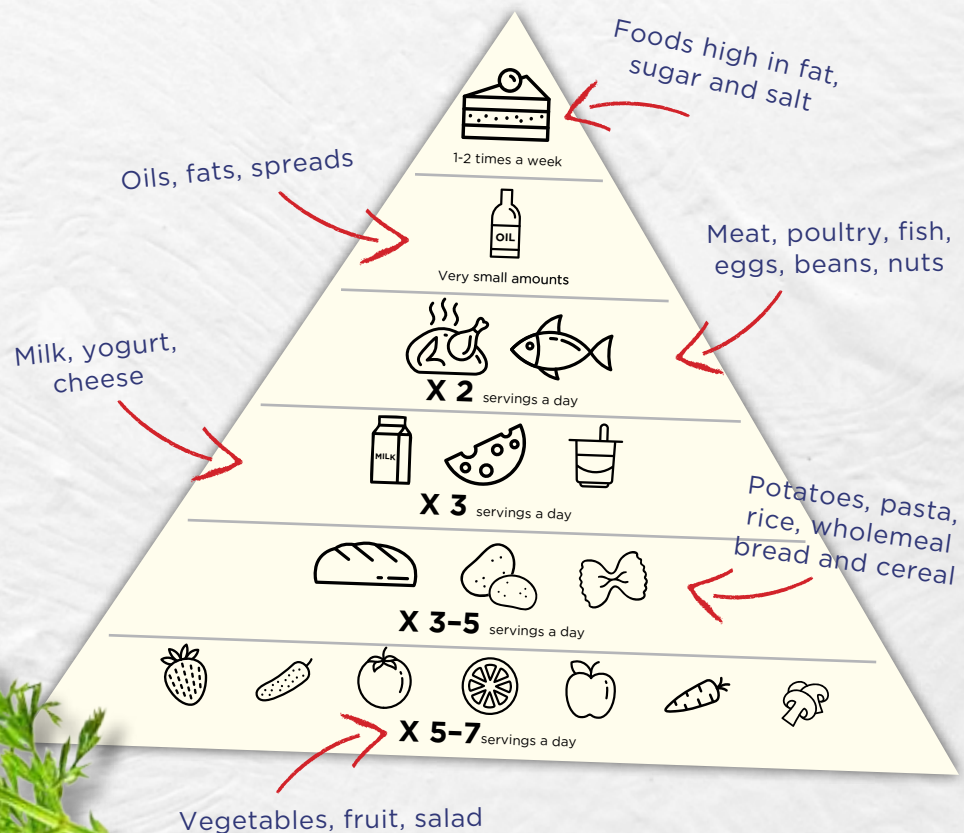 Foods high in fat,
sugar and salt
1-2 times a week
Oils, fats, spreads
OIL
Very small amounts
Meat, poultry, fish,
eggs, beans, nuts
X 2 servings a day
Milk, yogurt,
cheese
MILK
X 3 servings a day
Potatoes, pasta,
rice, wholemeal
bread and cereal
X 3-5 servings a day
X 5-7 servings a day
Vegetables, fruit, salad